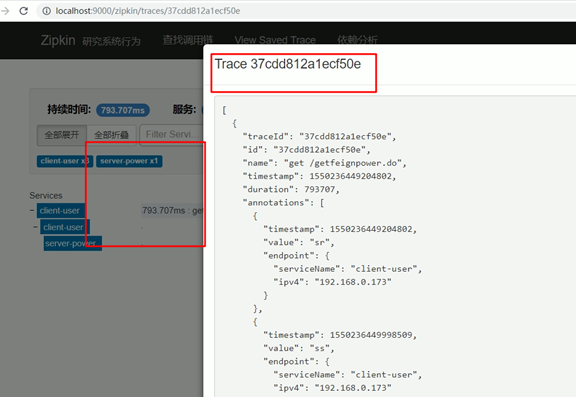 localhost:9000/zipkin/traces/37cdd812a1ecf50e
Zipkin 研究系统行为 查找调用链 View Saved Trace 依赖分析
Trace 37cdd812a1ecf50e
持续时间: 793.707ms 服务:
全部展开 全部折叠 Filter Servi...
client-user x3 server-power x1
Services
- client-user 793.707ms : get
- client-user
server-power
[
{
"traceId": "37cdd812a1ecf50e",
"id": "37cdd812a1ecf50e",
"name": "get /getfeignpower.do",
"timestamp": 1550236449204802,
"duration": 793707,
"annotations": [
{
"timestamp": 1550236449204802,
"value": "sr",
"endpoint": {
"serviceName": "client-user",
"ipv4": "192.168.0.173"
}
},
{
"timestamp": 1550236449998509,
"value": "ss",
"endpoint": {
"serviceName": "client-user",
"ipv4": "192.168.0.173"